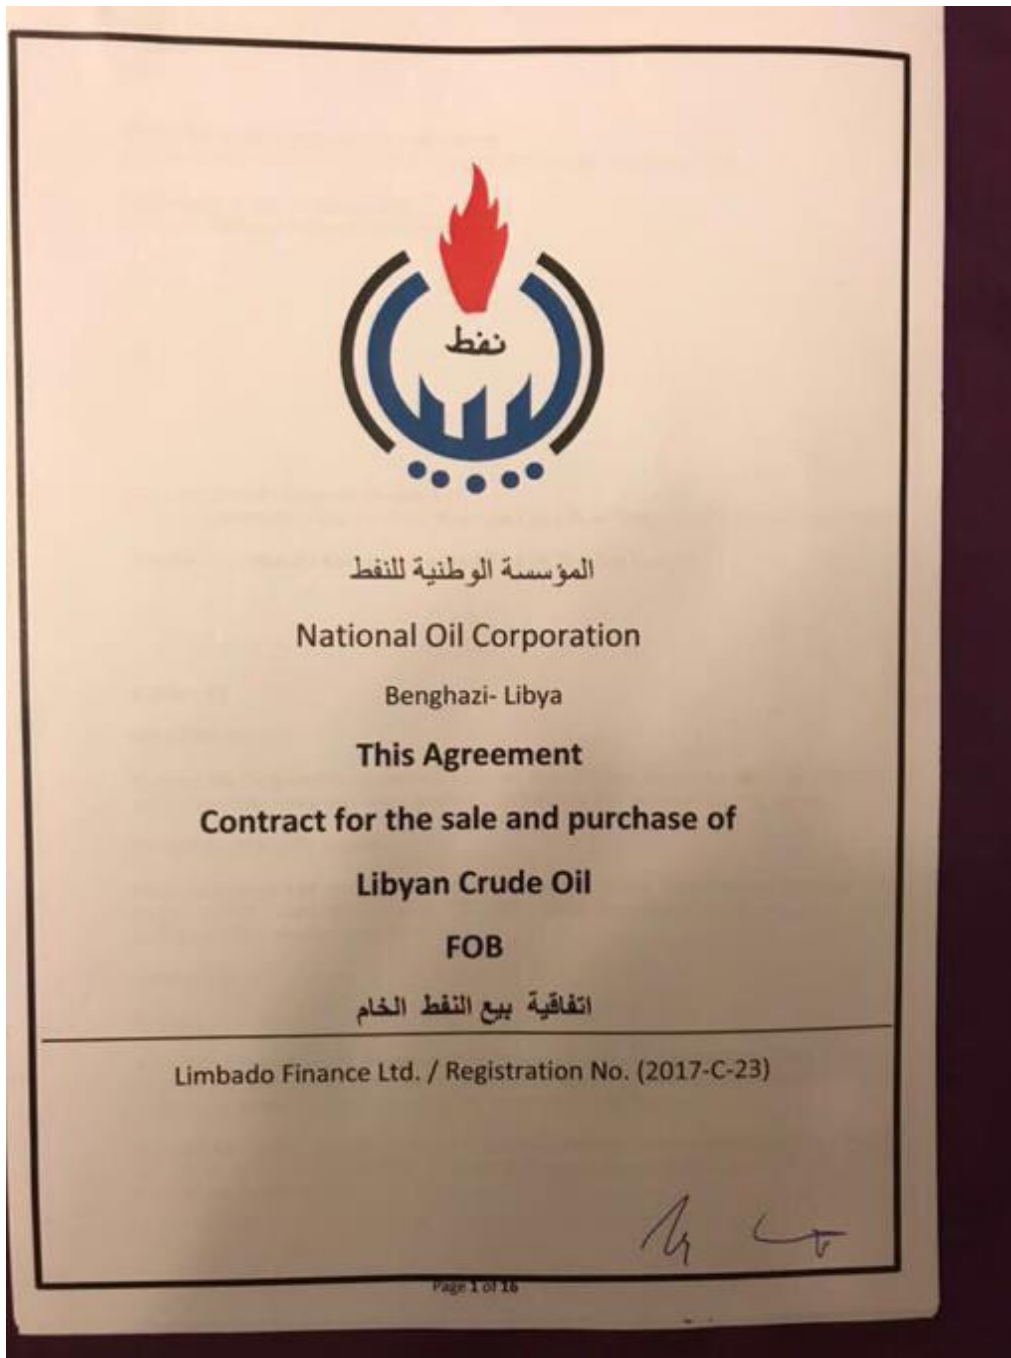 نفط
ليبيا
المؤسسة الوطنية للنفط
National Oil Corporation
Benghazi- Libya
This Agreement
Contract for the sale and purchase of
Libyan Crude Oil
FOB
اتفاقية بيع النفط الخام
Limbado Finance Ltd. / Registration No. (2017-C-23)
Page 1 of 16